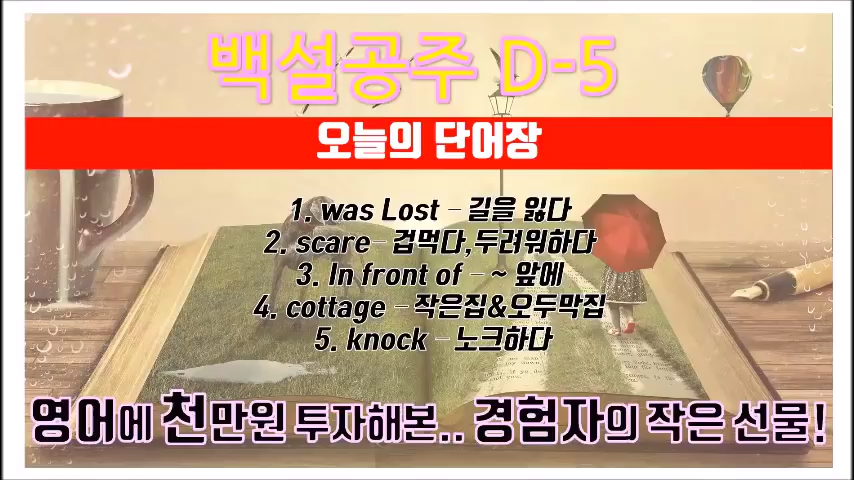 백설공주 D-5
오늘의 단어장
1. was Lost - 길을 잃다
2. scare- 겁먹다,두려워하다
3. In front of - ~ 앞에
4. cottage - 작은집&오두막집
5. knock - 노크하다
영어에 천만원 투자해본.. 경험자의 작은 선물!